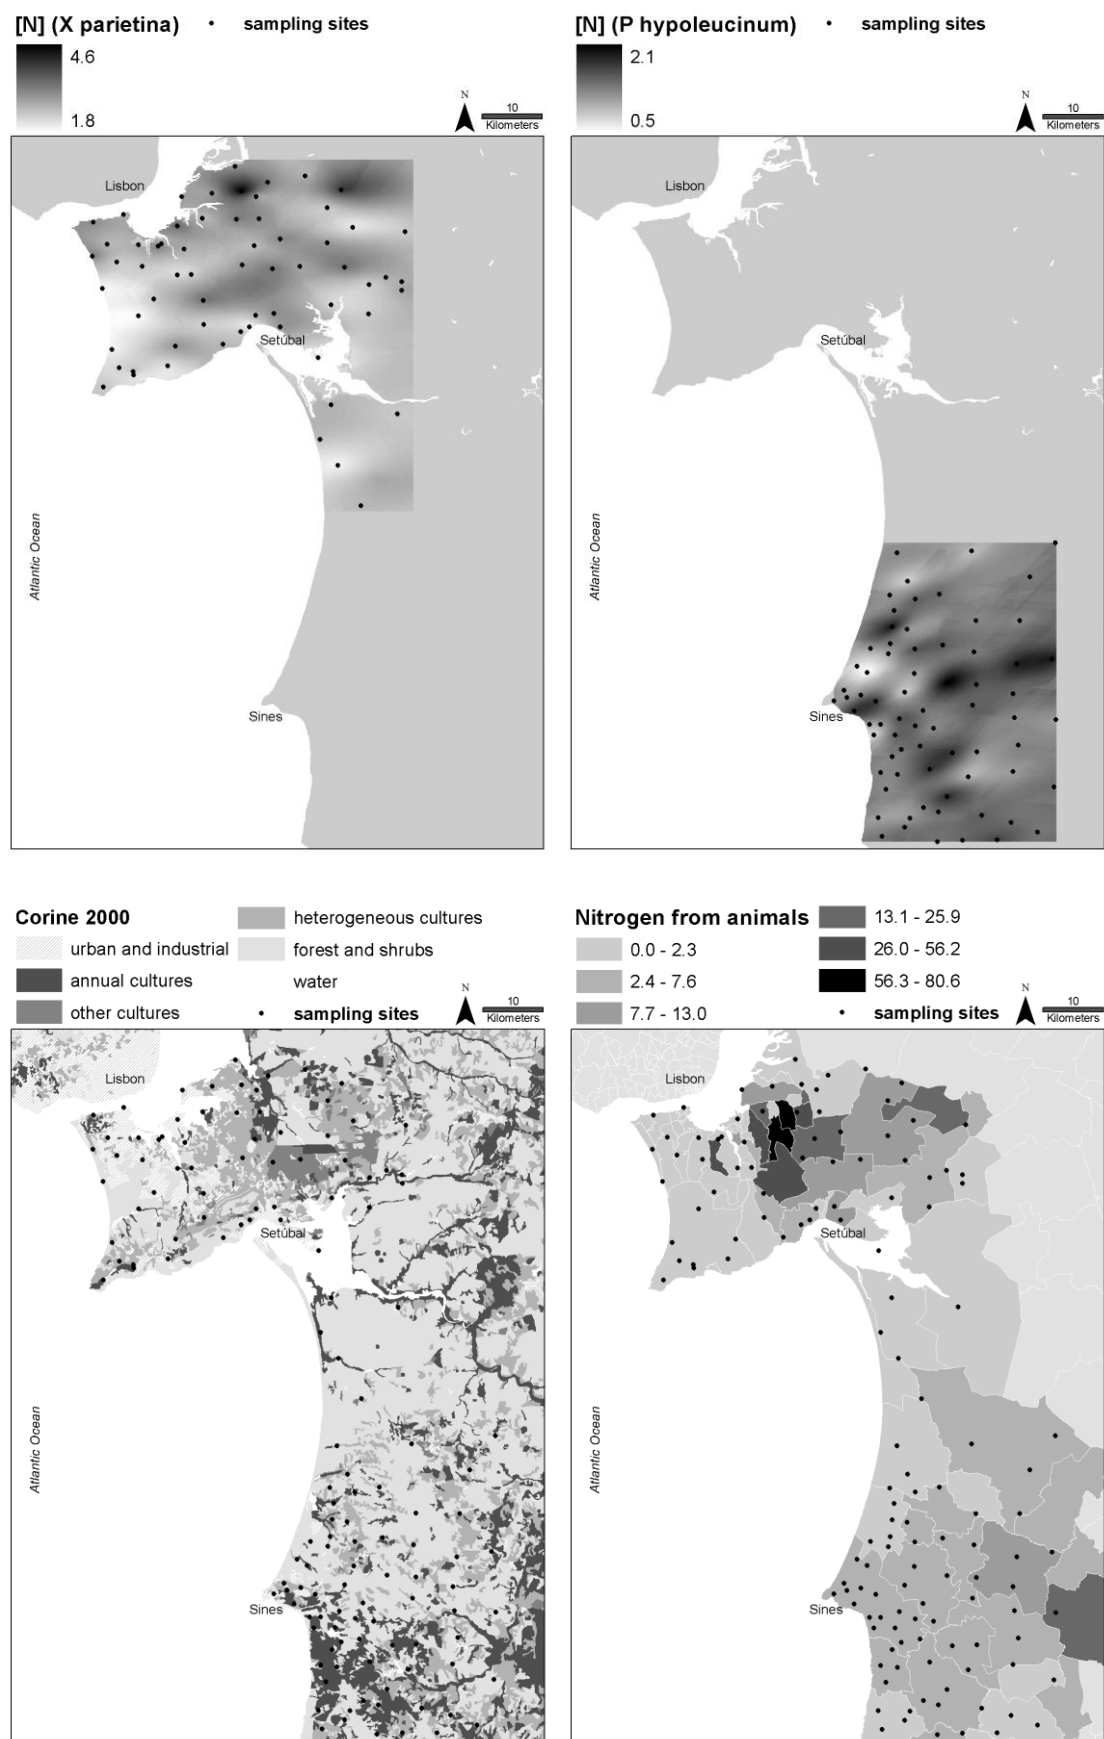 [N] (X parietina) • sampling sites
4.6
1.8
N
10
Kilometers
Lisbon
Setúbal
Atlantic Ocean
Sines
[N] (P hypoleucinum) • sampling sites
2.1
0.5
N
10
Kilometers
Lisbon
Setúbal
Atlantic Ocean
Sines
Corine 2000
urban and industrial
annual cultures
other cultures
heterogeneous cultures
forest and shrubs
water
• sampling sites
N
10
Kilometers
Lisbon
Setúbal
Atlantic Ocean
Sines
Nitrogen from animals
0.0 - 2.3
2.4 - 7.6
7.7 - 13.0
13.1 - 25.9
26.0 - 56.2
56.3 - 80.6
• sampling sites
N
10
Kilometers
Lisbon
Setúbal
Atlantic Ocean
Sines